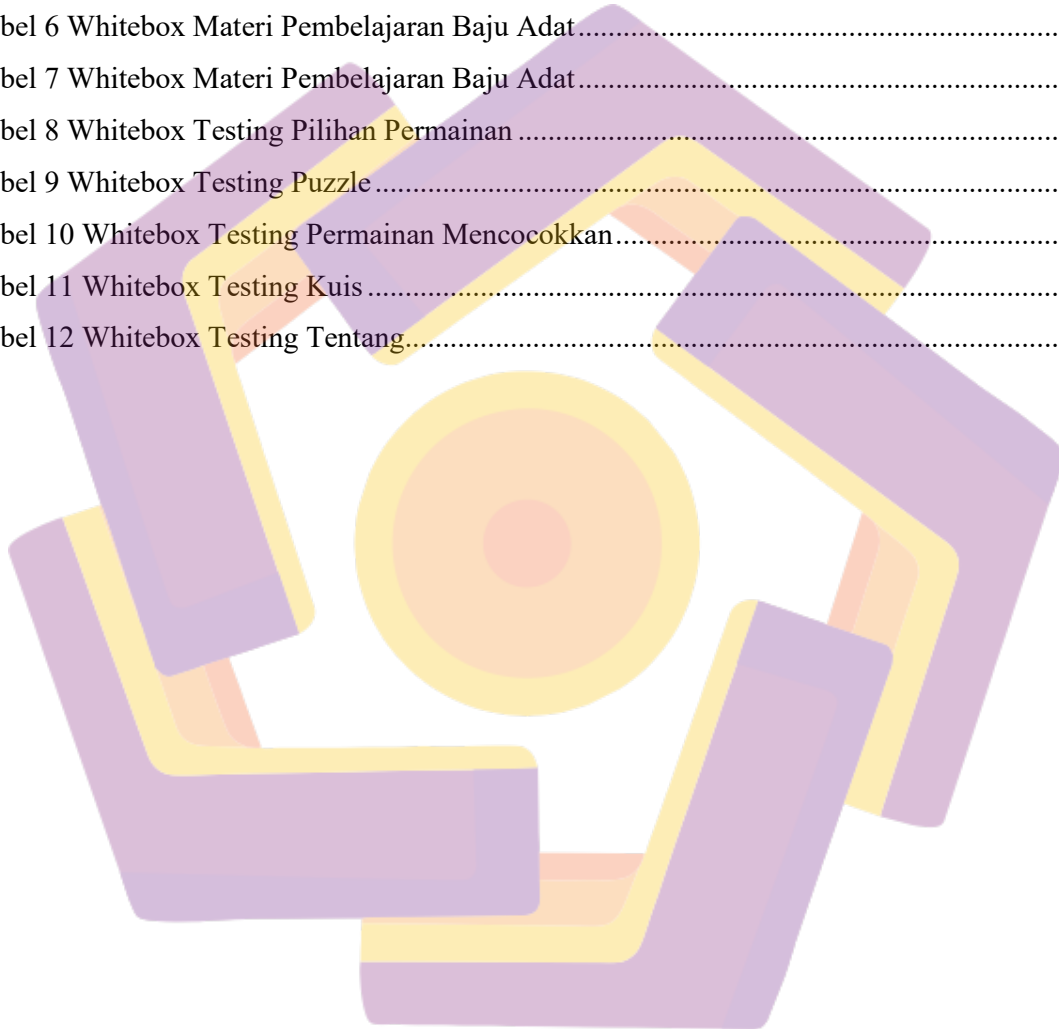 bel 6 Whitebox Materi Pembelajaran Baju Adat................................................................
bel 7 Whitebox Materi Pembelajaran Baju Adat................................................................
bel 8 Whitebox Testing Pilihan Permainan........................................................................
bel 9 Whitebox Testing Puzzle............................................................................................
bel 10 Whitebox Testing Permainan Mencocokkan...........................................................
bel 11 Whitebox Testing Kuis.............................................................................................
bel 12 Whitebox Testing Tentang.......................................................................................